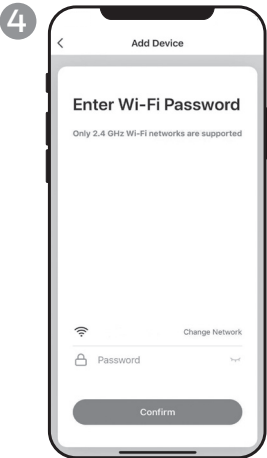 4
Add Device
Enter Wi-Fi Password
Only 2.4 GHz Wi-Fi networks are supported
Change Network
Password
Confirm